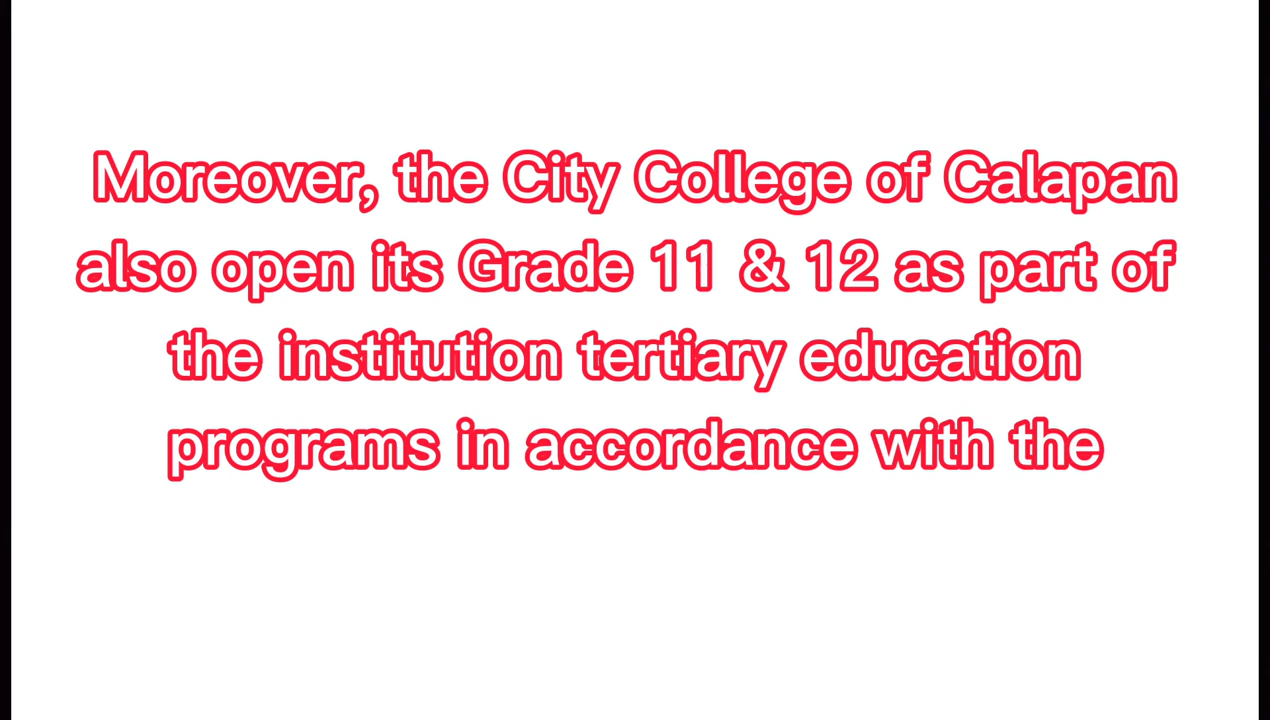 Moreover, the City College of Calapan
also open its Grade 11 & 12 as part of
the institution tertiary education
programs in accordance with the